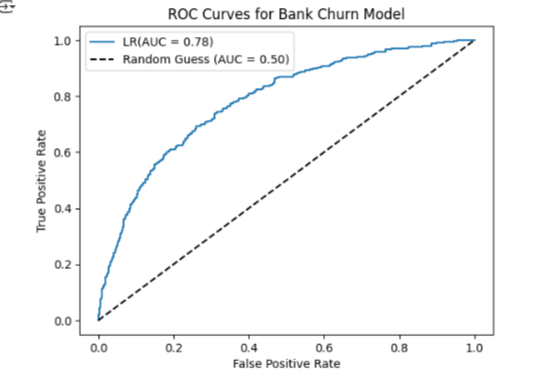 ROC Curves for Bank Churn Model
LR(AUC = 0.78)
Random Guess (AUC = 0.50)
1.0
0.8
0.6
0.4
0.2
0.0
True Positive Rate
0.0 0.2 0.4 0.6 0.8 1.0
False Positive Rate